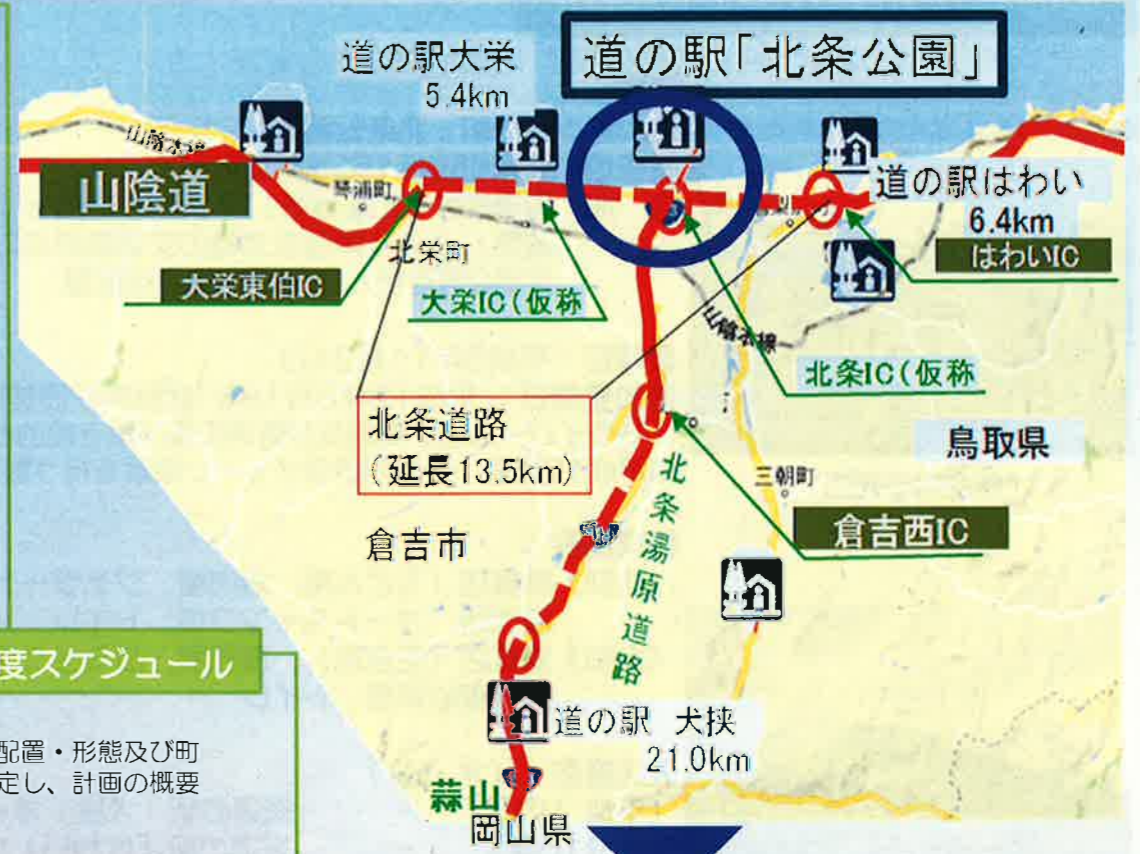 道の駅大栄
5.4km
道の駅「北条公園」
山陰本線
山陰道
琴浦町
道の駅はわい
6.4km
はわいIC
北栄町
大栄東伯IC
大栄IC(仮称
山陰本線
北条IC(仮称
北条道路
(延長13.5km)
鳥取県
三朝町
倉吉西IC
倉吉市
北条湯原道路
度スケジュール
道の駅 犬挟
21.0km
配置・形態及び町
定し、計画の概要
蒜山
岡山県